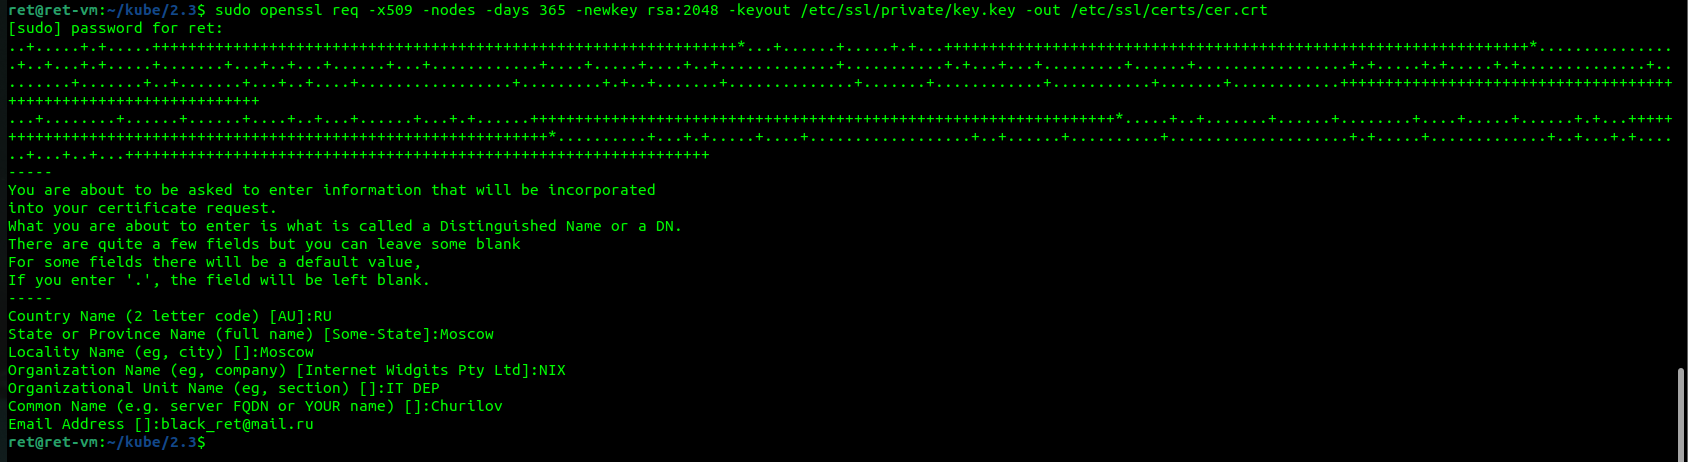 ret@ret-vm:~/kube/2.3$ sudo openssl req -x509 -nodes -days 365 -newkey rsa:2048 -keyout /etc/ssl/private/key.key -out /etc/ssl/certs/cer.crt
[sudo] password for ret:
-----
You are about to be asked to enter information that will be incorporated
into your certificate request.
What you are about to enter is what is called a Distinguished Name or a DN.
There are quite a few fields but you can leave some blank
For some fields there will be a default value,
If you enter '.', the field will be left blank.
-----
Country Name (2 letter code) [AU]:RU
State or Province Name (full name) [Some-State]:Moscow
Locality Name (eg, city) []:Moscow
Organization Name (eg, company) [Internet Widgits Pty Ltd]:NIX
Organizational Unit Name (eg, section) []:IT DEP
Common Name (e.g. server FQDN or YOUR name) []:Churilov
Email Address []:black_ret@mail.ru
ret@ret-vm:~/kube/2.3$